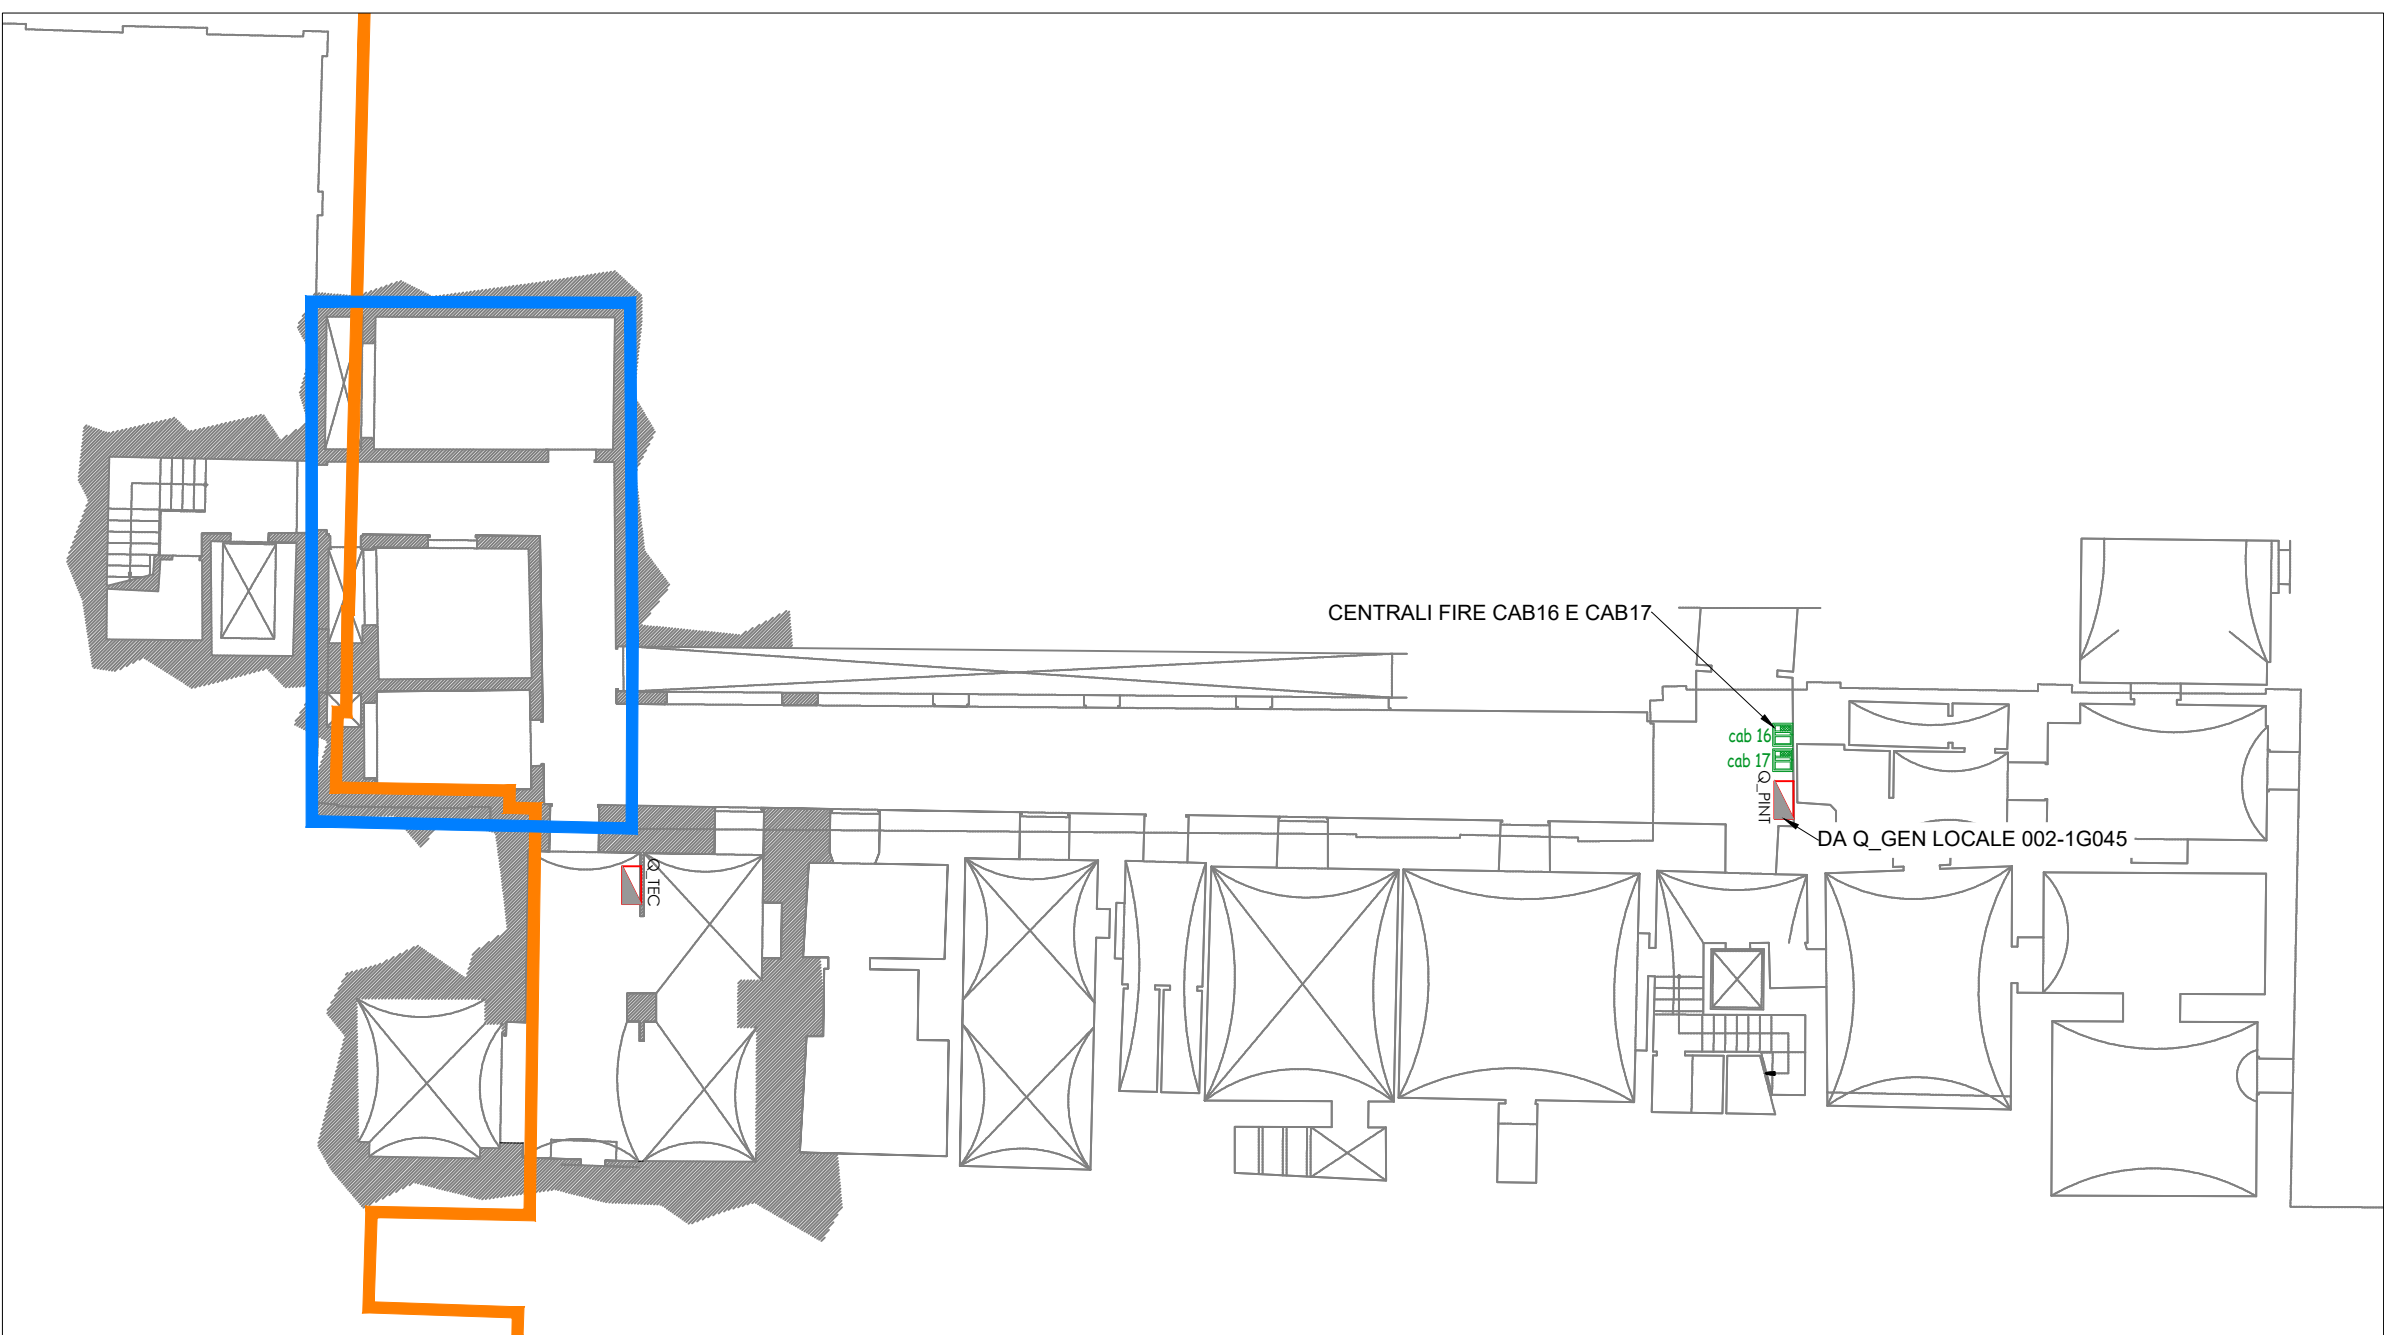 CENTRALI FIRE CAB16 E CAB17
cab 16
cab 17
Q_PINT
DA Q_GEN LOCALE 002-1G045
Q_TEC